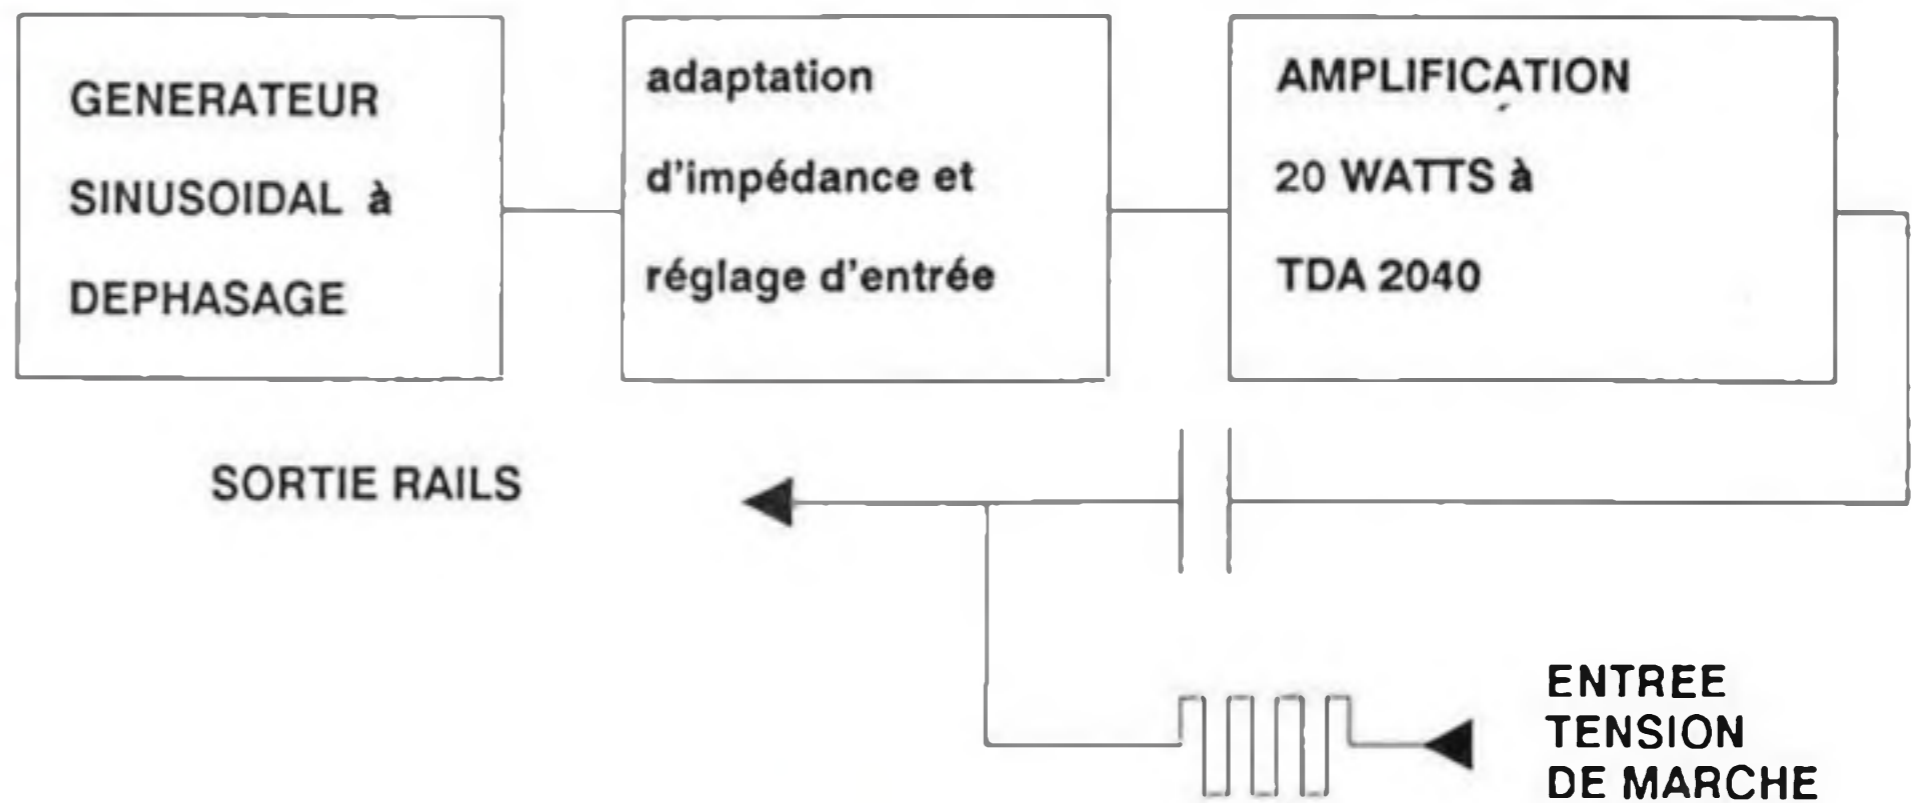 GENERATEUR
SINUSOIDAL à
DEPHASAGE
adaptation
d'impédance et
réglage d'entrée
AMPLIFICATION
20 WATTS à
TDA 2040
SORTIE RAILS
ENTREE
TENSION
DE MARCHE